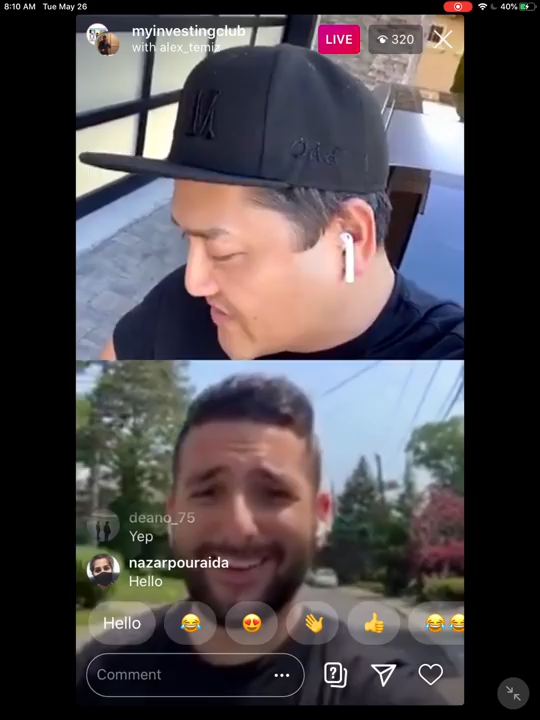 8:10 AM Tue May 26
40%
myinvestingclub
with alex_temiz
LIVE
320
M
deano_75
Yep
nazarpouraida
Hello
Hello
Comment